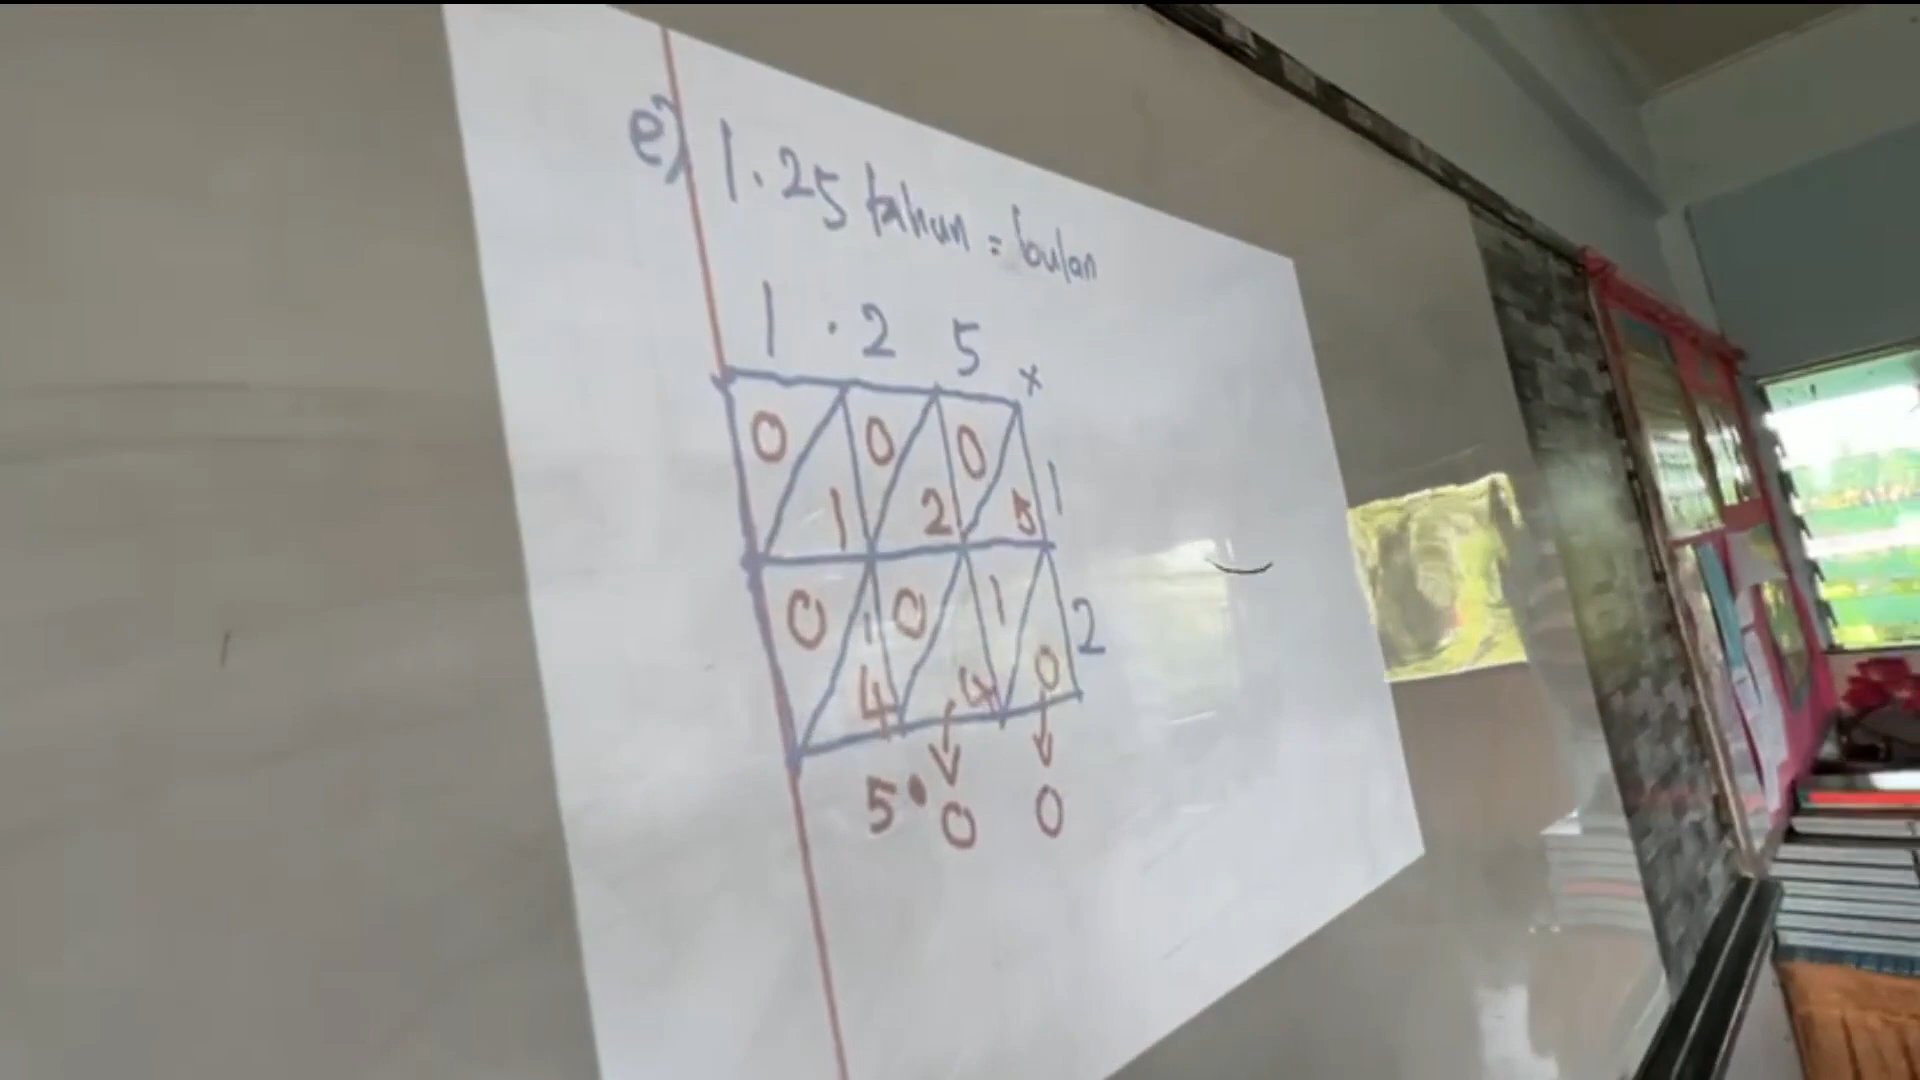 e) 1.25 tahun = bulan
1 . 2 5 x
0 0 0
1 2 5 1
0 1 0 1 2
4 4 0
5 . 0 0